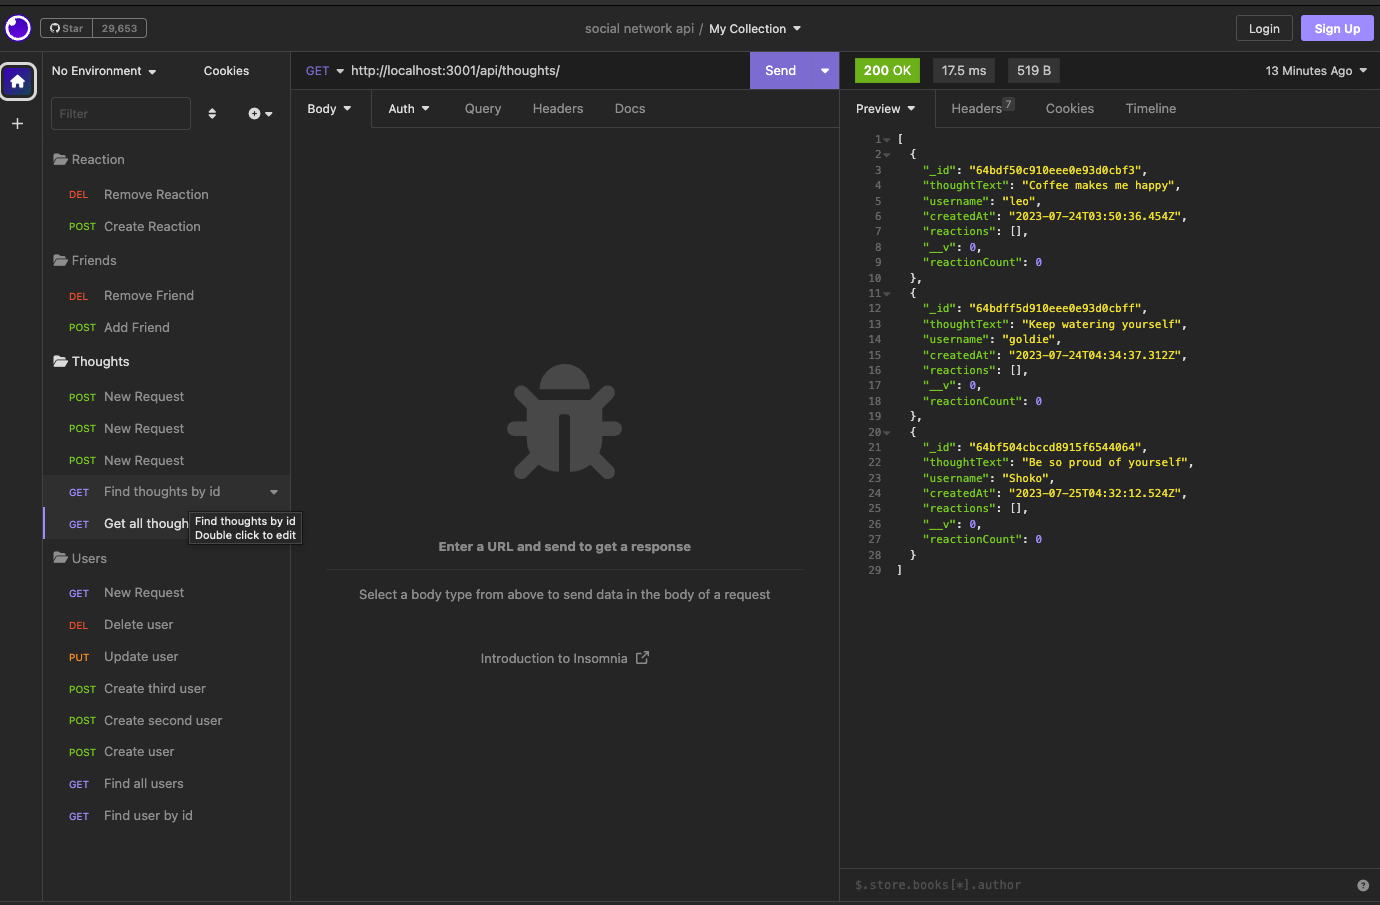 Star 29,653
social network api / My Collection
Login
Sign Up
No Environment
Cookies
GET http://localhost:3001/api/thoughts/
Send
200 OK
17.5 ms
519 B
13 Minutes Ago
Filter
Body
Auth
Query
Headers
Docs
Preview
Headers 7
Cookies
Timeline
Reaction
DEL Remove Reaction
POST Create Reaction
Friends
DEL Remove Friend
POST Add Friend
Thoughts
POST New Request
POST New Request
POST New Request
GET Find thoughts by id
GET Get all though
Find thoughts by id
Double click to edit
Users
GET New Request
DEL Delete user
PUT Update user
POST Create third user
POST Create second user
POST Create user
GET Find all users
GET Find user by id
Enter a URL and send to get a response
Select a body type from above to send data in the body of a request
Introduction to Insomnia
1 [
2 {
3 "_id": "64bdf50c910eee0e93d0cbf3",
4 "thoughtText": "Coffee makes me happy",
5 "username": "leo",
6 "createdAt": "2023-07-24T03:50:36.454Z",
7 "reactions": [],
8 "__v": 0,
9 "reactionCount": 0
10 },
11 {
12 "_id": "64bdff5d910eee0e93d0cbff",
13 "thoughtText": "Keep watering yourself",
14 "username": "goldie",
15 "createdAt": "2023-07-24T04:34:37.312Z",
16 "reactions": [],
17 "__v": 0,
18 "reactionCount": 0
19 },
20 {
21 "_id": "64bf504cbccd8915f6544064",
22 "thoughtText": "Be so proud of yourself",
23 "username": "Shoko",
24 "createdAt": "2023-07-25T04:32:12.524Z",
25 "reactions": [],
26 "__v": 0,
27 "reactionCount": 0
28 }
29 ]
$.store.books[*].author